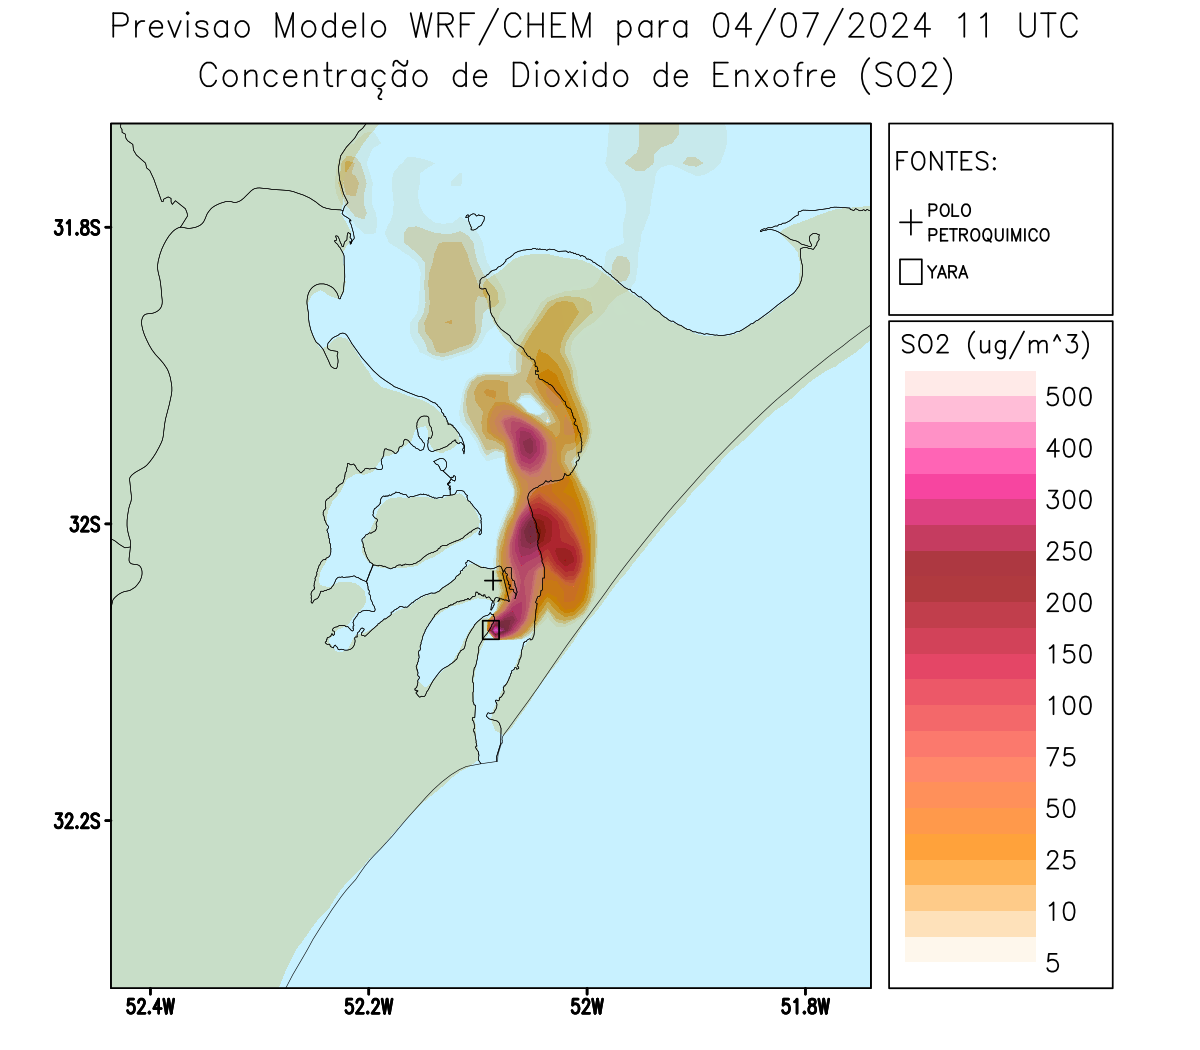 Previsao Modelo WRF/CHEM para 04/07/2024 11 UTC
Concentração de Dioxido de Enxofre (SO2)
FONTES:
POLO
PETROQUIMICO
YARA
SO2 (ug/m^3)
500
400
300
250
200
150
100
75
50
25
10
5
31.8S
32S
32.2S
52.4W
52.2W
52W
51.8W